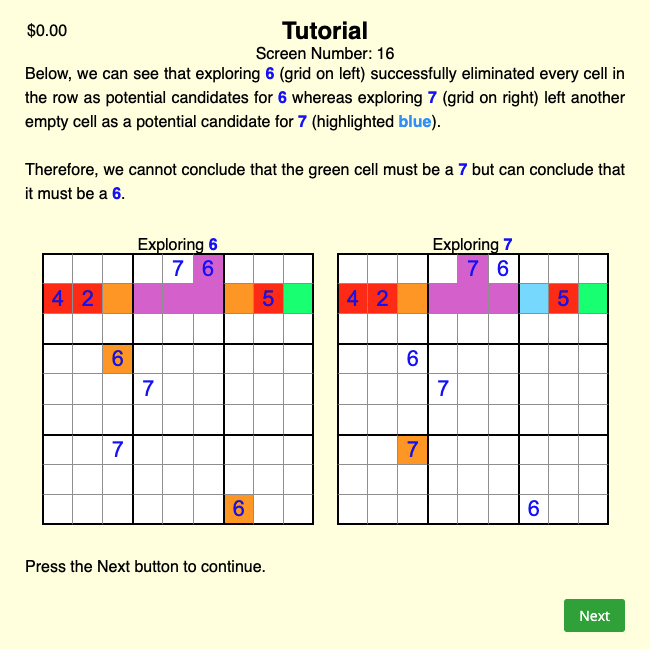 $0.00
Tutorial
Screen Number: 16
Below, we can see that exploring 6 (grid on left) successfully eliminated every cell in
the row as potential candidates for 6 whereas exploring 7 (grid on right) left another
empty cell as a potential candidate for 7 (highlighted blue).
Therefore, we cannot conclude that the green cell must be a 7 but can conclude that
it must be a 6.
Exploring 6
7 6
4 2 5
6
7
7
6
Exploring 7
7 6
4 2 5
6
7
7
6
Press the Next button to continue.
Next